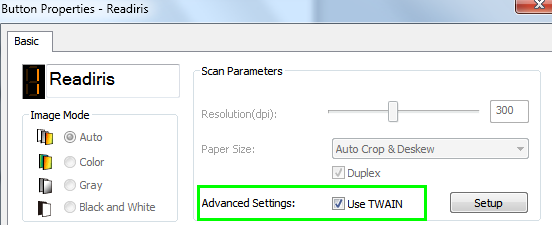 Button Properties - Readiris
Basic
1 Readiris
Image Mode
Auto
Color
Gray
Black and White
Scan Parameters
Resolution(dpi): 300
Paper Size: Auto Crop & Deskew
Duplex
Advanced Settings: Use TWAIN Setup